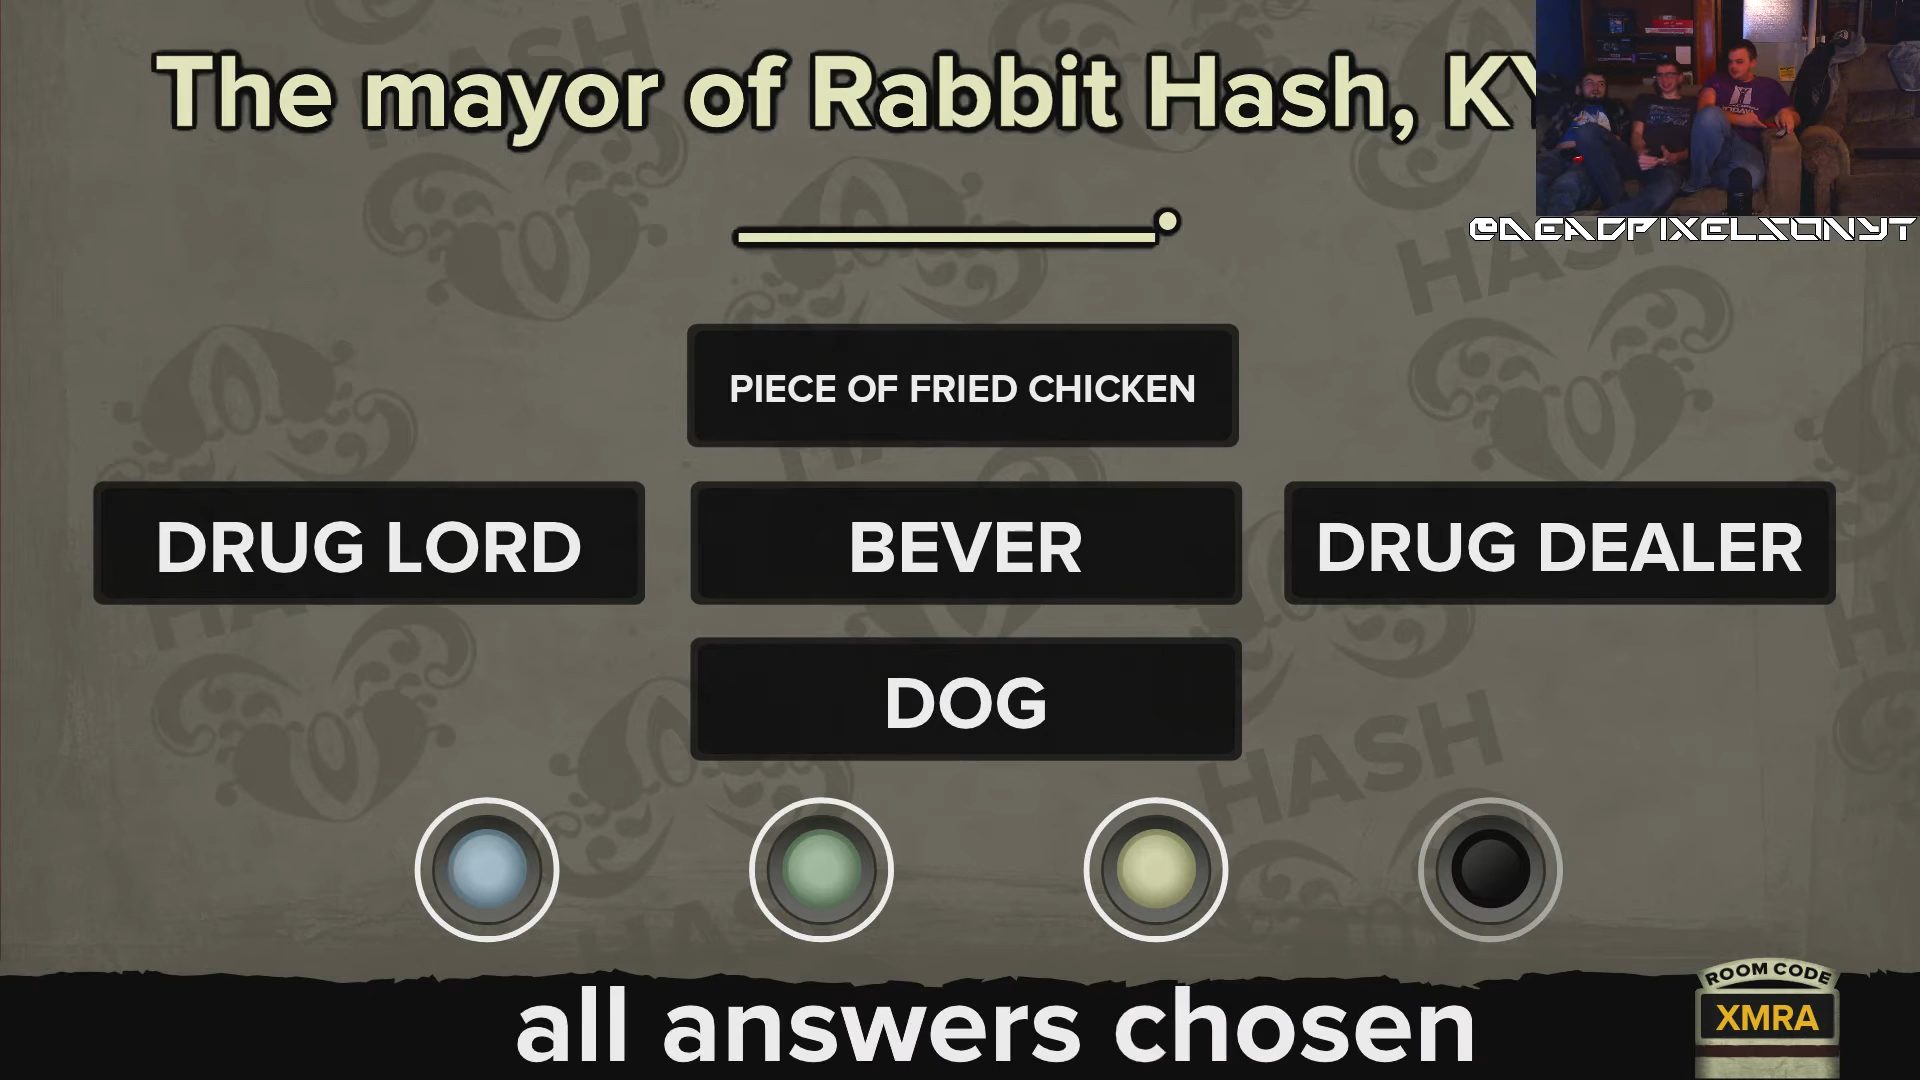 The mayor of Rabbit Hash, KY
@DEADPIXELSONYT
PIECE OF FRIED CHICKEN
DRUG LORD
BEVER
DRUG DEALER
DOG
HASH
all answers chosen
ROOM CODE
XMRA